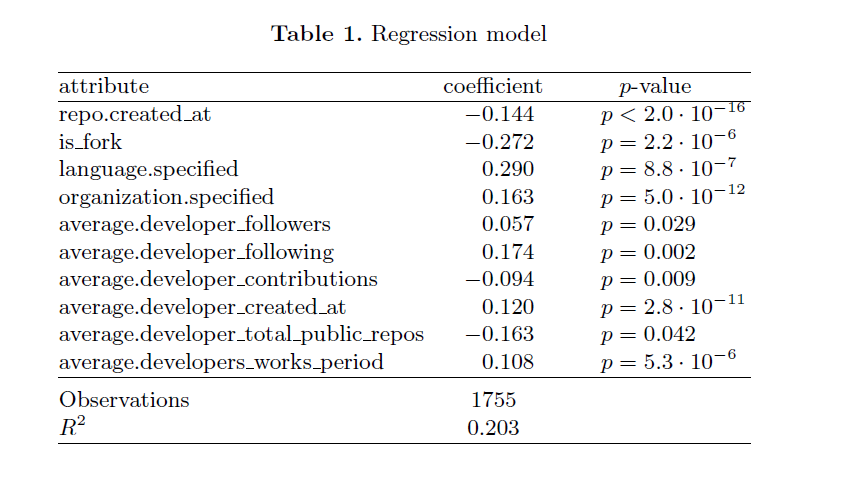 Table 1. Regression model
attribute coefficient p-value
repo.created_at −0.144 p < 2.0 · 10⁻¹⁶
is_fork −0.272 p = 2.2 · 10⁻⁶
language.specified 0.290 p = 8.8 · 10⁻⁷
organization.specified 0.163 p = 5.0 · 10⁻¹²
average.developer_followers 0.057 p = 0.029
average.developer_following 0.174 p = 0.002
average.developer_contributions −0.094 p = 0.009
average.developer_created_at 0.120 p = 2.8 · 10⁻¹¹
average.developer_total_public_repos −0.163 p = 0.042
average.developers_works_period 0.108 p = 5.3 · 10⁻⁶
Observations 1755
R² 0.203